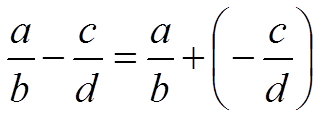 a/b − c/d = a/b + (− c/d)